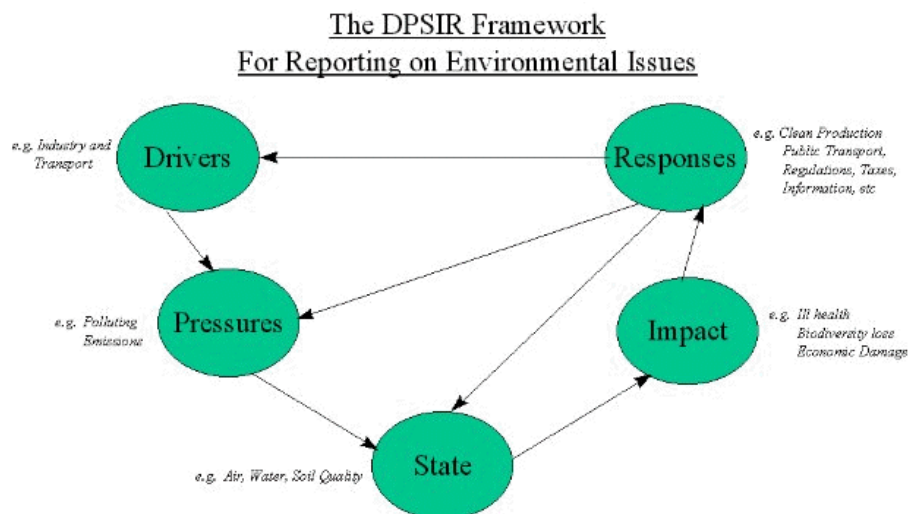 The DPSIR Framework
For Reporting on Environmental Issues
e.g. Industry and
Transport
Drivers
Responses
e.g. Clean Production
Public Transport,
Regulations, Taxes,
Information, etc
e.g. Polluting
Emissions
Pressures
Impact
e.g. Ill health
Biodiversity loss
Economic Damage
e.g. Air, Water, Soil Quality
State